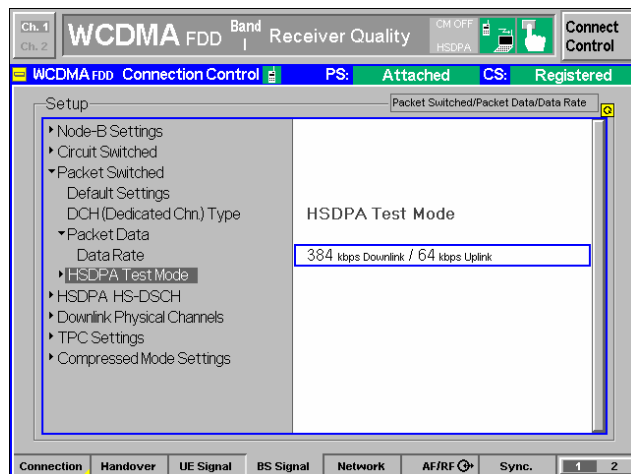 Ch. 1
Ch. 2
WCDMA FDD Band I Receiver Quality
CM OFF
HSDPA
Connect Control
WCDMA FDD Connection Control PS: Attached CS: Registered
Setup
Packet Switched/Packet Data/Data Rate
Node-B Settings
Circuit Switched
Packet Switched
Default Settings
DCH (Dedicated Chn.) Type HSDPA Test Mode
Packet Data
Data Rate 384 kbps Downlink / 64 kbps Uplink
HSDPA Test Mode
HSDPA HS-DSCH
Downlink Physical Channels
TPC Settings
Compressed Mode Settings
Connection Handover UE Signal BS Signal Network AF/RF Sync. 1 2